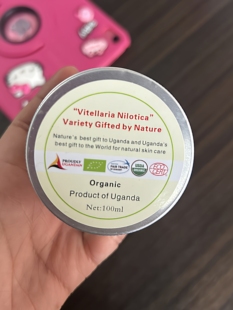 "Vitellaria Nilotica"
Variety Gifted by Nature
Nature's best gift to Uganda and Uganda's
best gift to the World for natural skin care
Organic
Product of Uganda
Net:100ml